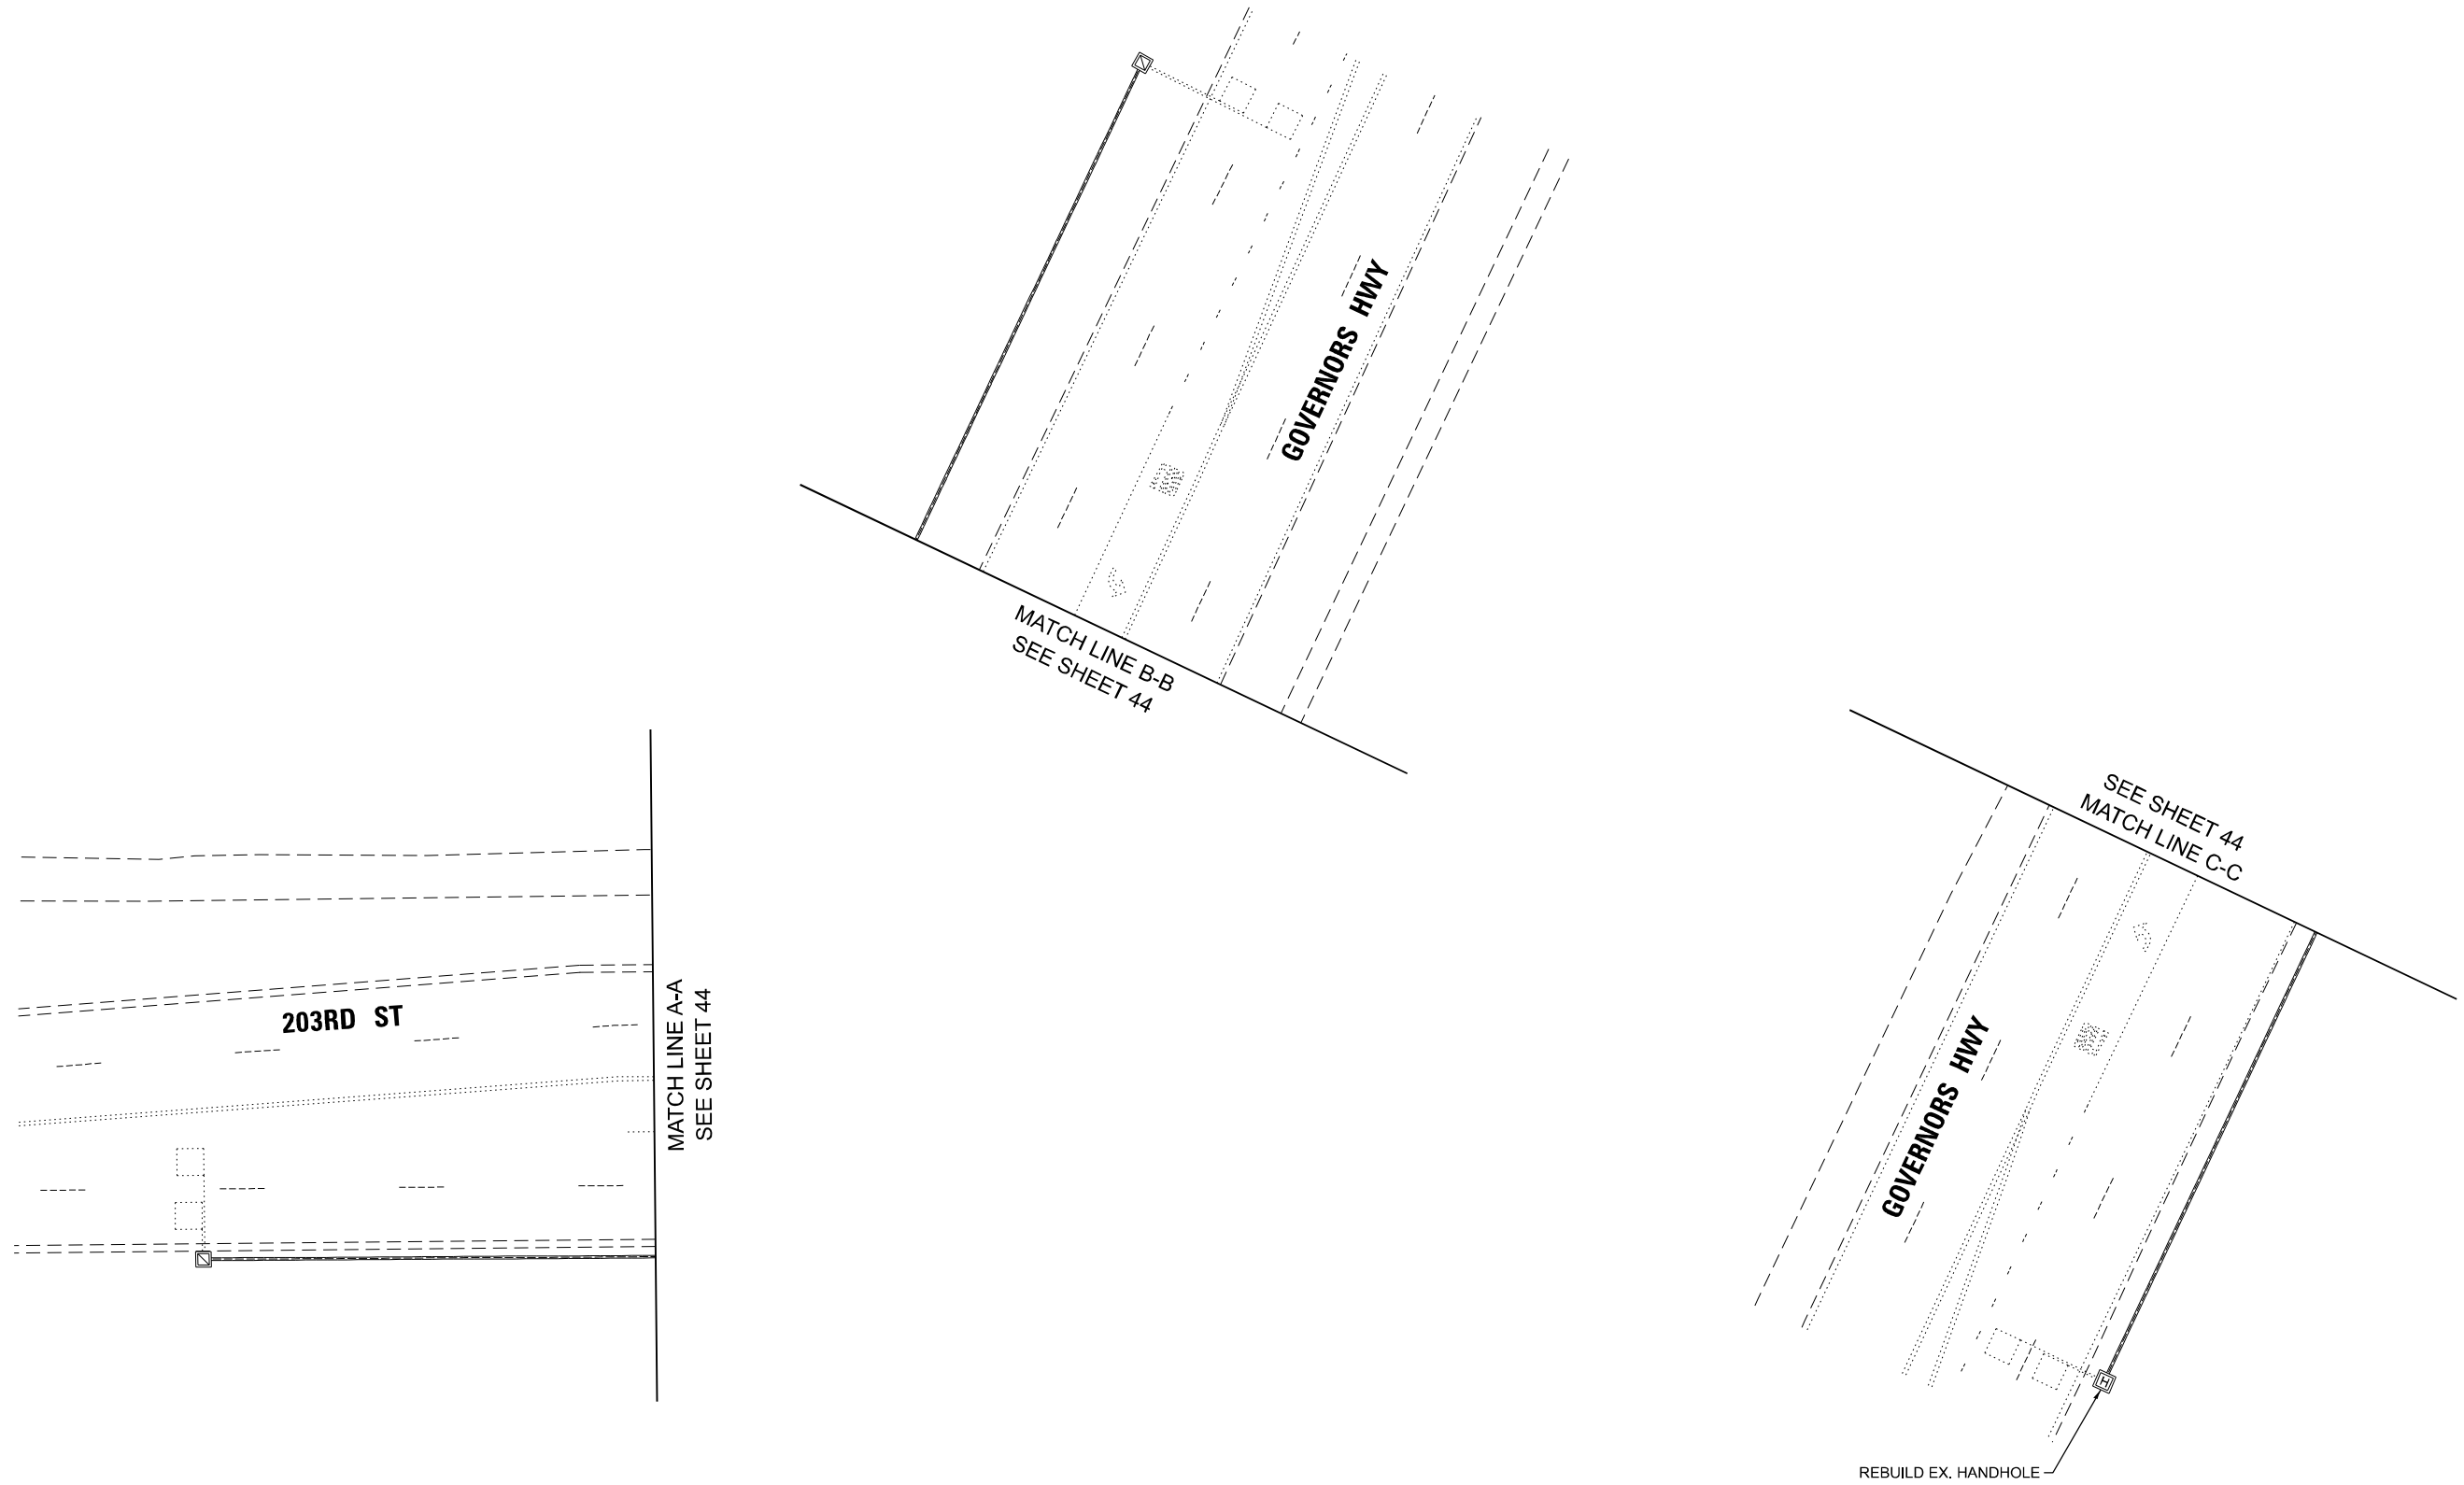 GOVERNORS HWY
MATCH LINE B-B
SEE SHEET 44
203RD ST
MATCH LINE A-A
SEE SHEET 44
SEE SHEET 44
MATCH LINE C-C
GOVERNORS HWY
H
REBUILD EX. HANDHOLE